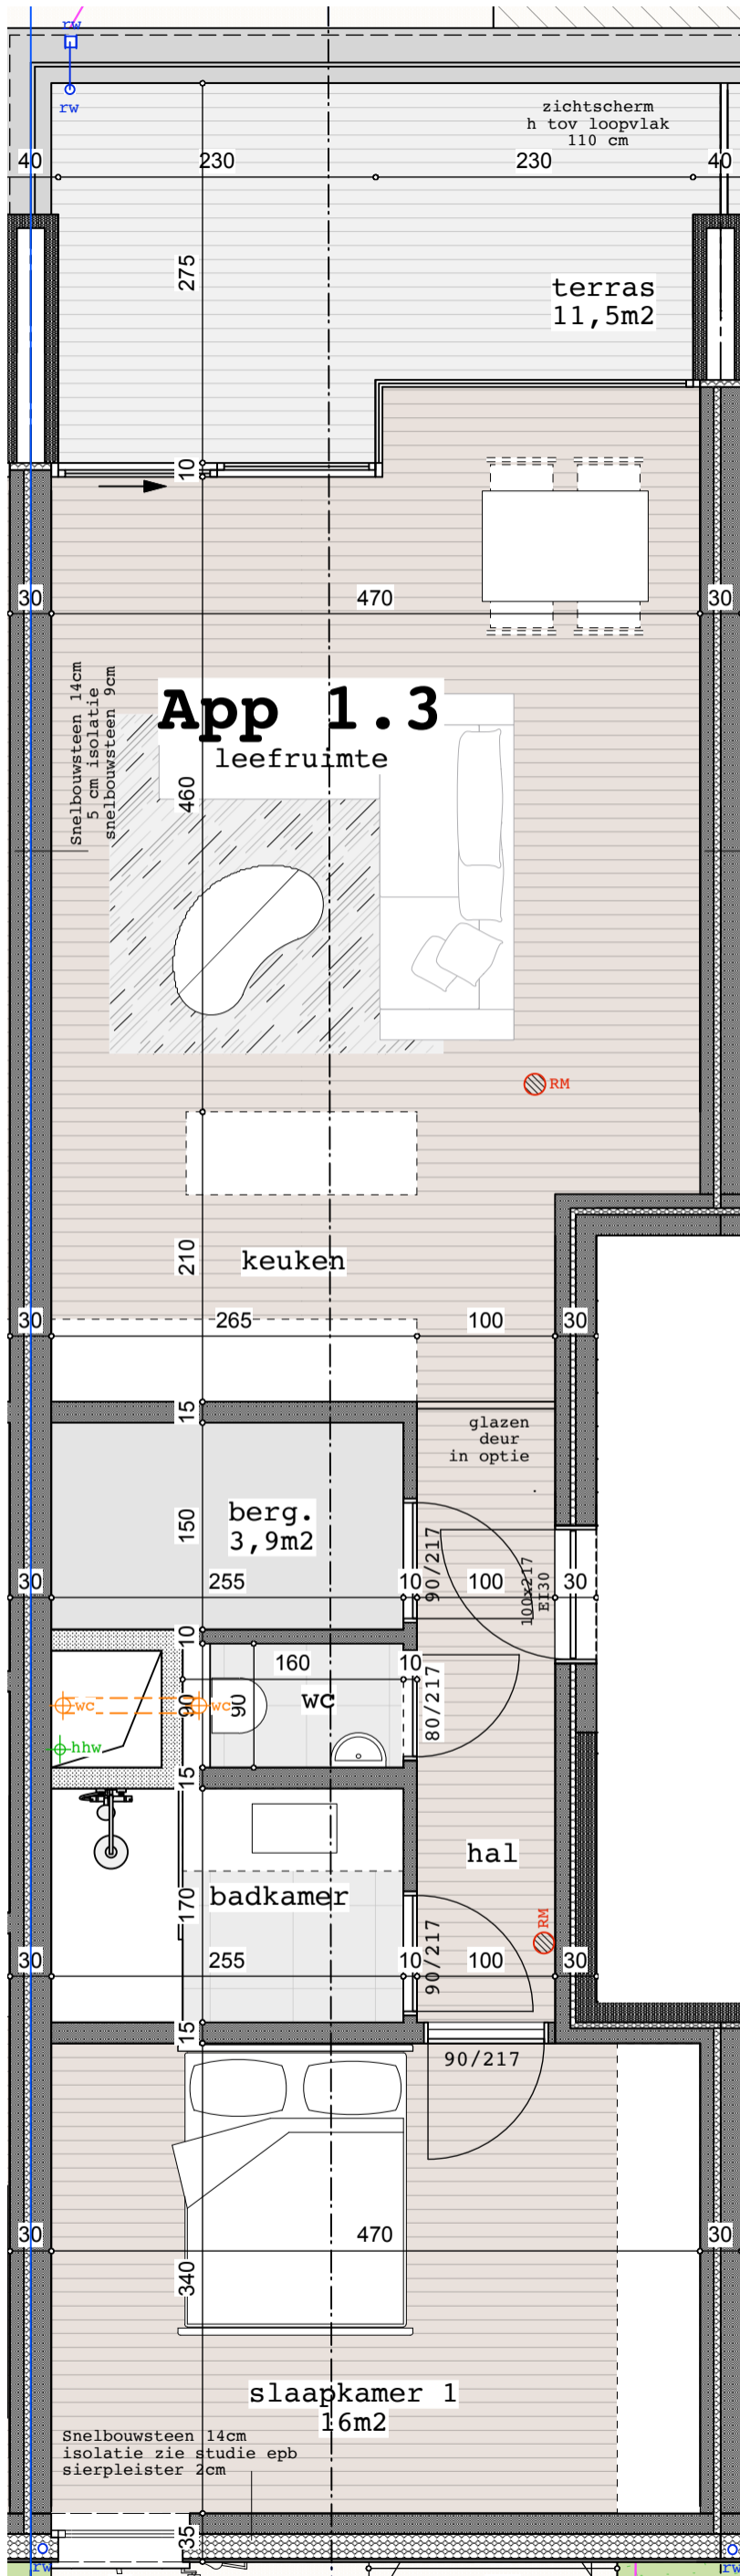 rw
rw
zichtscherm
h tov loopvlak
110 cm
40
230
230
40
275
terras
11,5m2
10
30
470
30
Snelbouwsteen 14cm
5 cm isolatie
snelbouwsteen 9cm
App 1.3
leefruimte
460
RM
210
keuken
30
265
100
30
15
glazen
deur
in optie
berg.
3,9m2
150
90/217
100x217
EI30
30
255
10
100
30
10
160
10
wc
wc
90
90
wc
80/217
hhw
15
hal
badkamer
170
RM
90/217
30
255
10
100
30
15
90/217
30
470
30
340
slaapkamer 1
16m2
Snelbouwsteen 14cm
isolatie zie studie epb
sierpleister 2cm
35
rw
rw